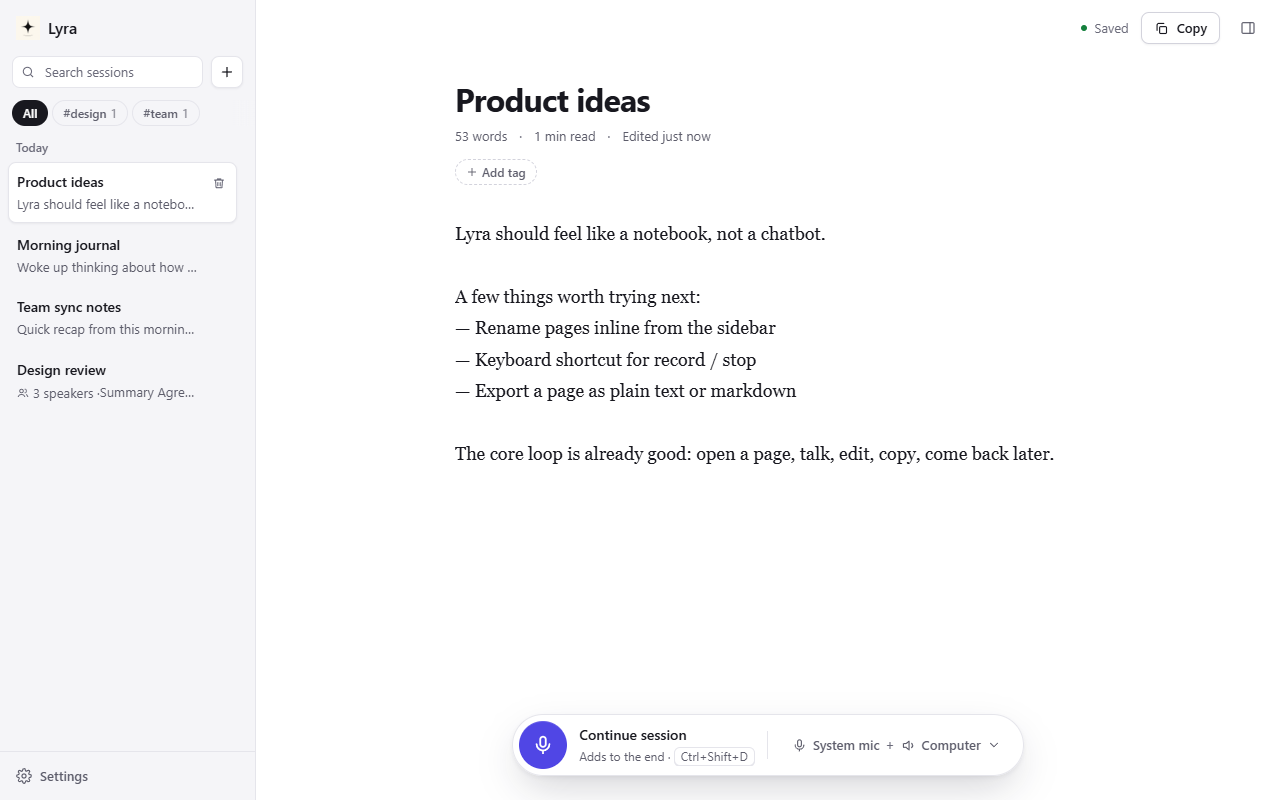 Lyra
Search sessions
All #design 1 #team 1
Today
Product ideas
Lyra should feel like a notebo...
Morning journal
Woke up thinking about how ...
Team sync notes
Quick recap from this mornin...
Design review
3 speakers ·Summary Agre...
Settings
Saved
Copy
Product ideas
53 words · 1 min read · Edited just now
+ Add tag
Lyra should feel like a notebook, not a chatbot.
A few things worth trying next:
— Rename pages inline from the sidebar
— Keyboard shortcut for record / stop
— Export a page as plain text or markdown
The core loop is already good: open a page, talk, edit, copy, come back later.
Continue session
Adds to the end · Ctrl+Shift+D
System mic + Computer